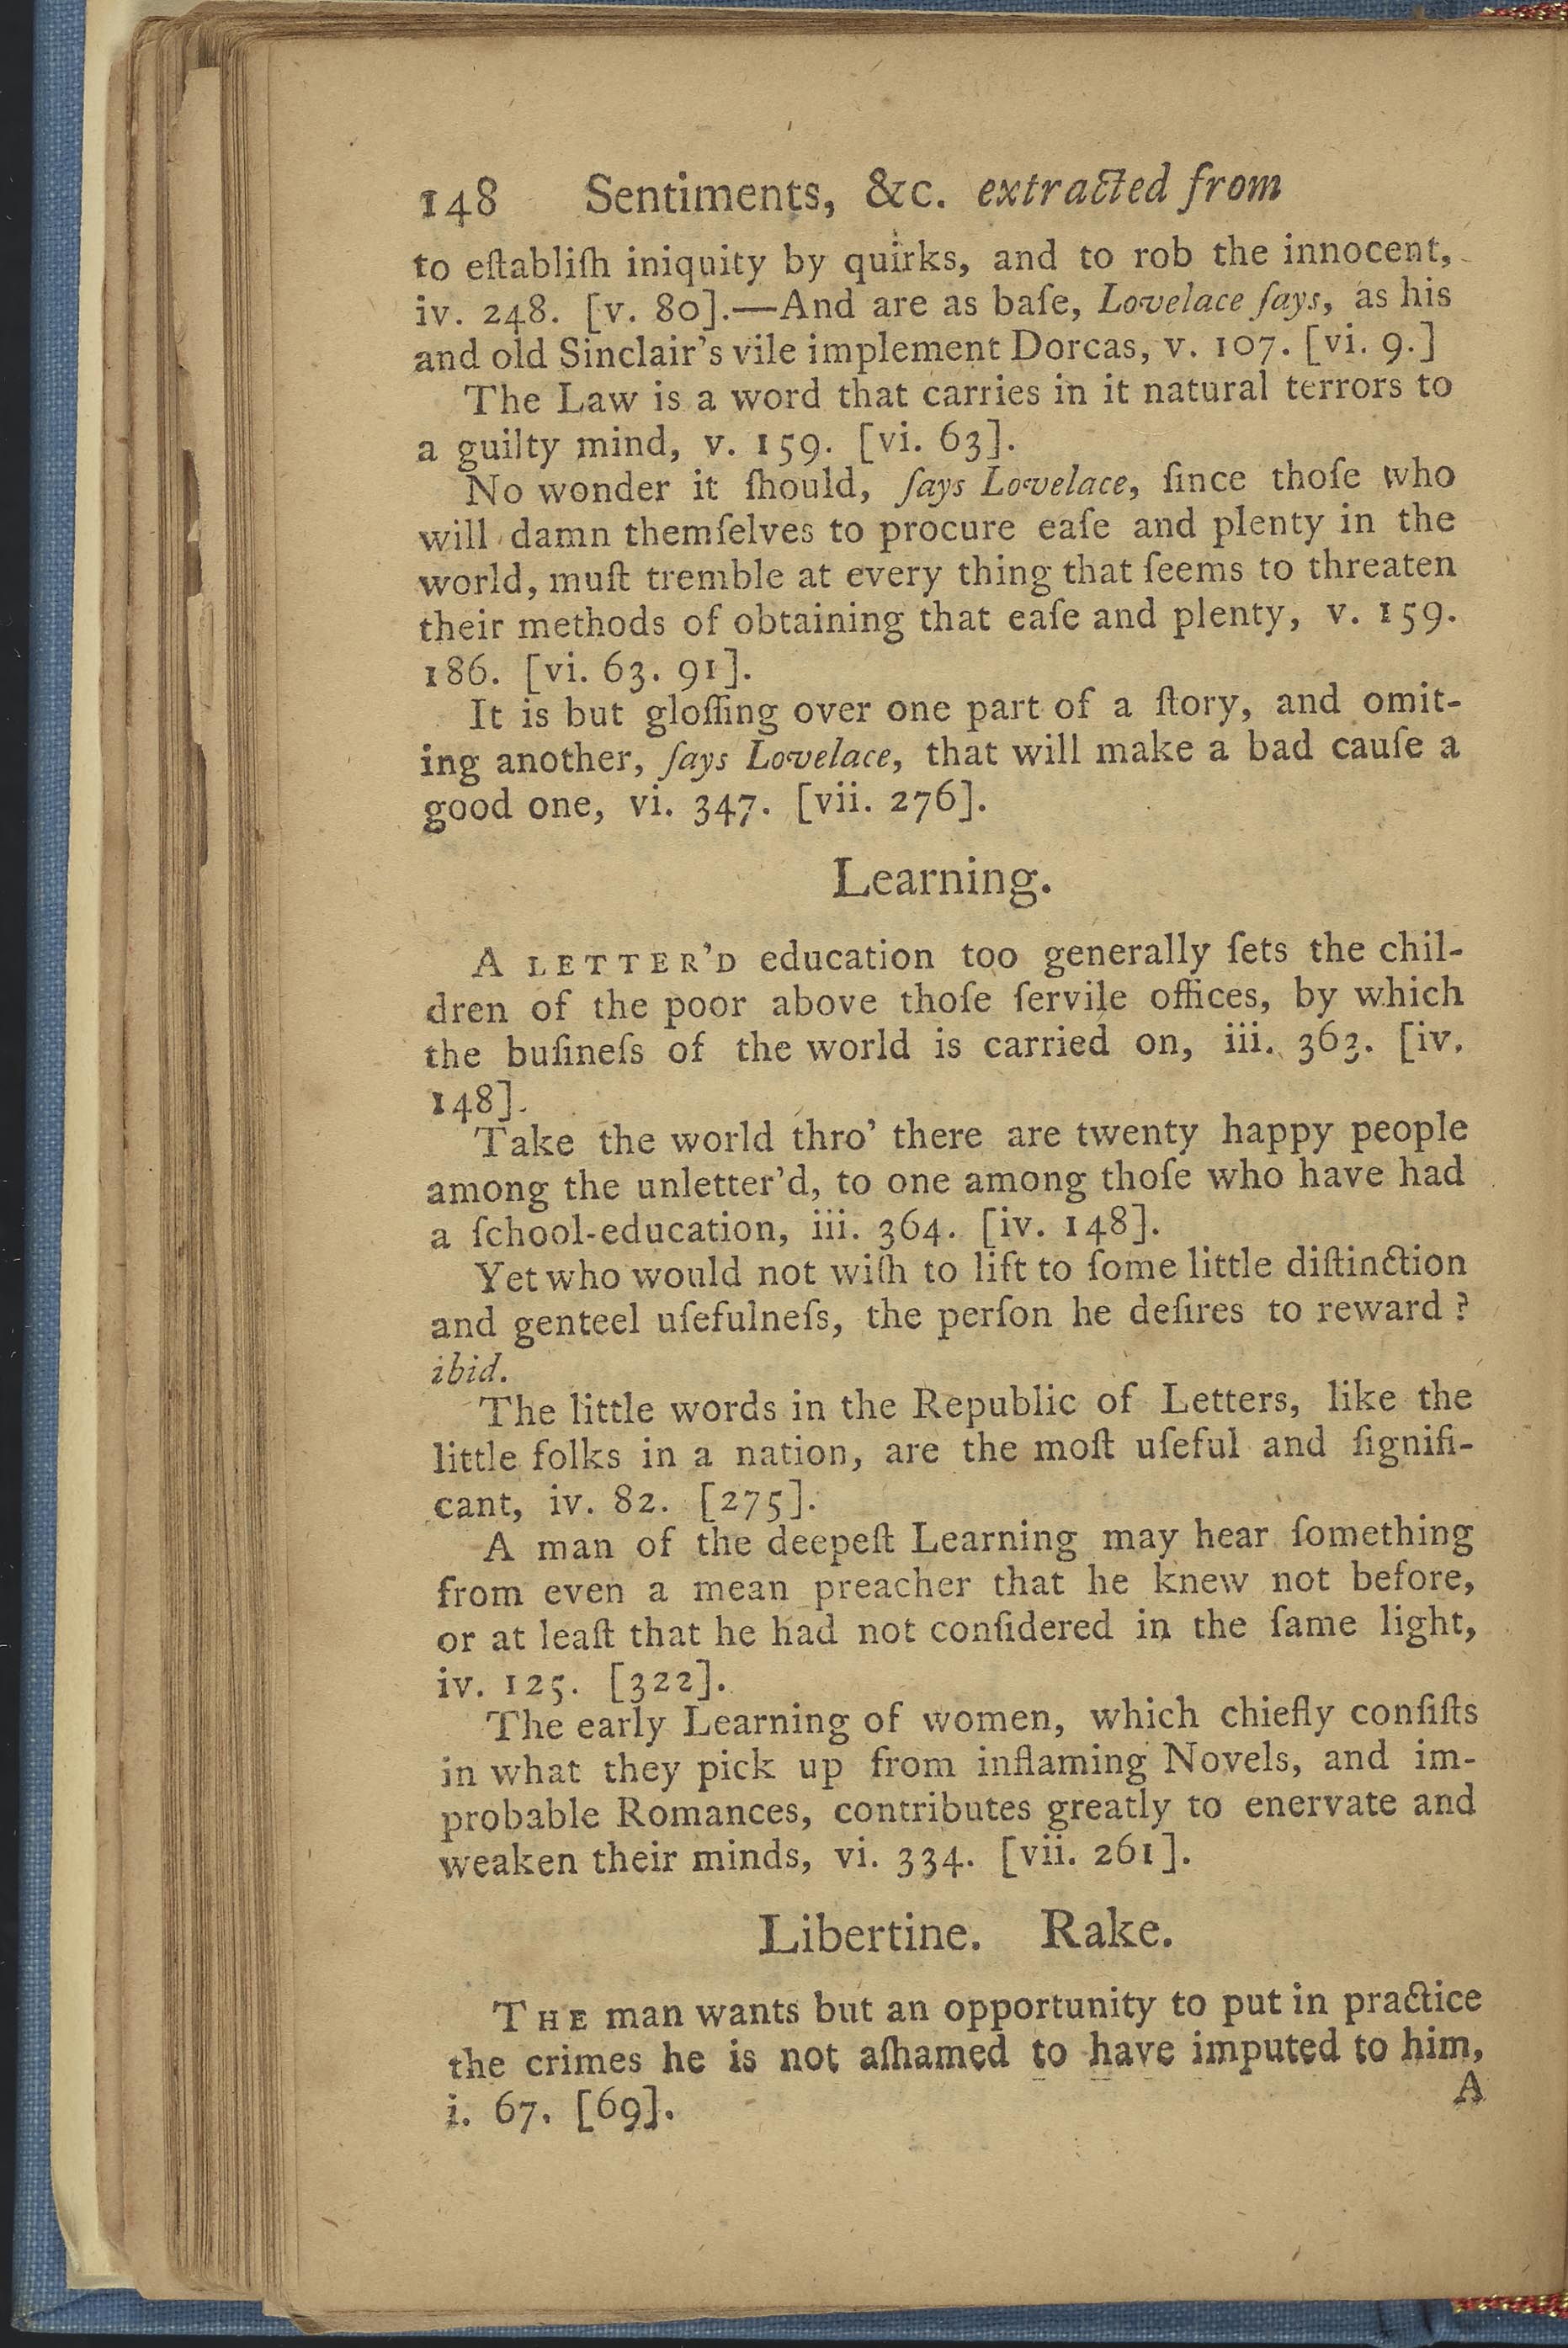 148 Sentiments, &c. extracted from
to eſtabliſh iniquity by quirks, and to rob the innocent,
iv. 248. [v. 80].—And are as baſe, Lovelace ſays, as his
and old Sinclair's vile implement Dorcas, v. 107. [vi. 9.]
The Law is a word that carries in it natural terrors to
a guilty mind, v. 159. [vi. 63].
No wonder it ſhould, ſays Lovelace, ſince thoſe who
will damn themſelves to procure eaſe and plenty in the
world, muſt tremble at every thing that ſeems to threaten
their methods of obtaining that eaſe and plenty, v. 159.
186. [vi. 63. 91].
It is but gloſſing over one part of a ſtory, and omit-
ing another, ſays Lovelace, that will make a bad cauſe a
good one, vi. 347. [vii. 276].
Learning.
A LETTER'D education too generally ſets the chil-
dren of the poor above thoſe ſervile offices, by which
the buſineſs of the world is carried on, iii. 363. [iv.
148].
Take the world thro' there are twenty happy people
among the unletter'd, to one among thoſe who have had
a ſchool-education, iii. 364. [iv. 148].
Yet who would not wiſh to lift to ſome little diſtinction
and genteel uſefulneſs, the perſon he deſires to reward?
ibid.
The little words in the Republic of Letters, like the
little folks in a nation, are the moſt uſeful and ſignifi-
cant, iv. 82. [275].
A man of the deepeſt Learning may hear ſomething
from even a mean preacher that he knew not before,
or at leaſt that he had not conſidered in the ſame light,
iv. 125. [322].
The early Learning of women, which chiefly conſiſts
in what they pick up from inflaming Novels, and im-
probable Romances, contributes greatly to enervate and
weaken their minds, vi. 334. [vii. 261].
Libertine. Rake.
THE man wants but an opportunity to put in practice
the crimes he is not aſhamed to have imputed to him,
i. 67. [69].
A